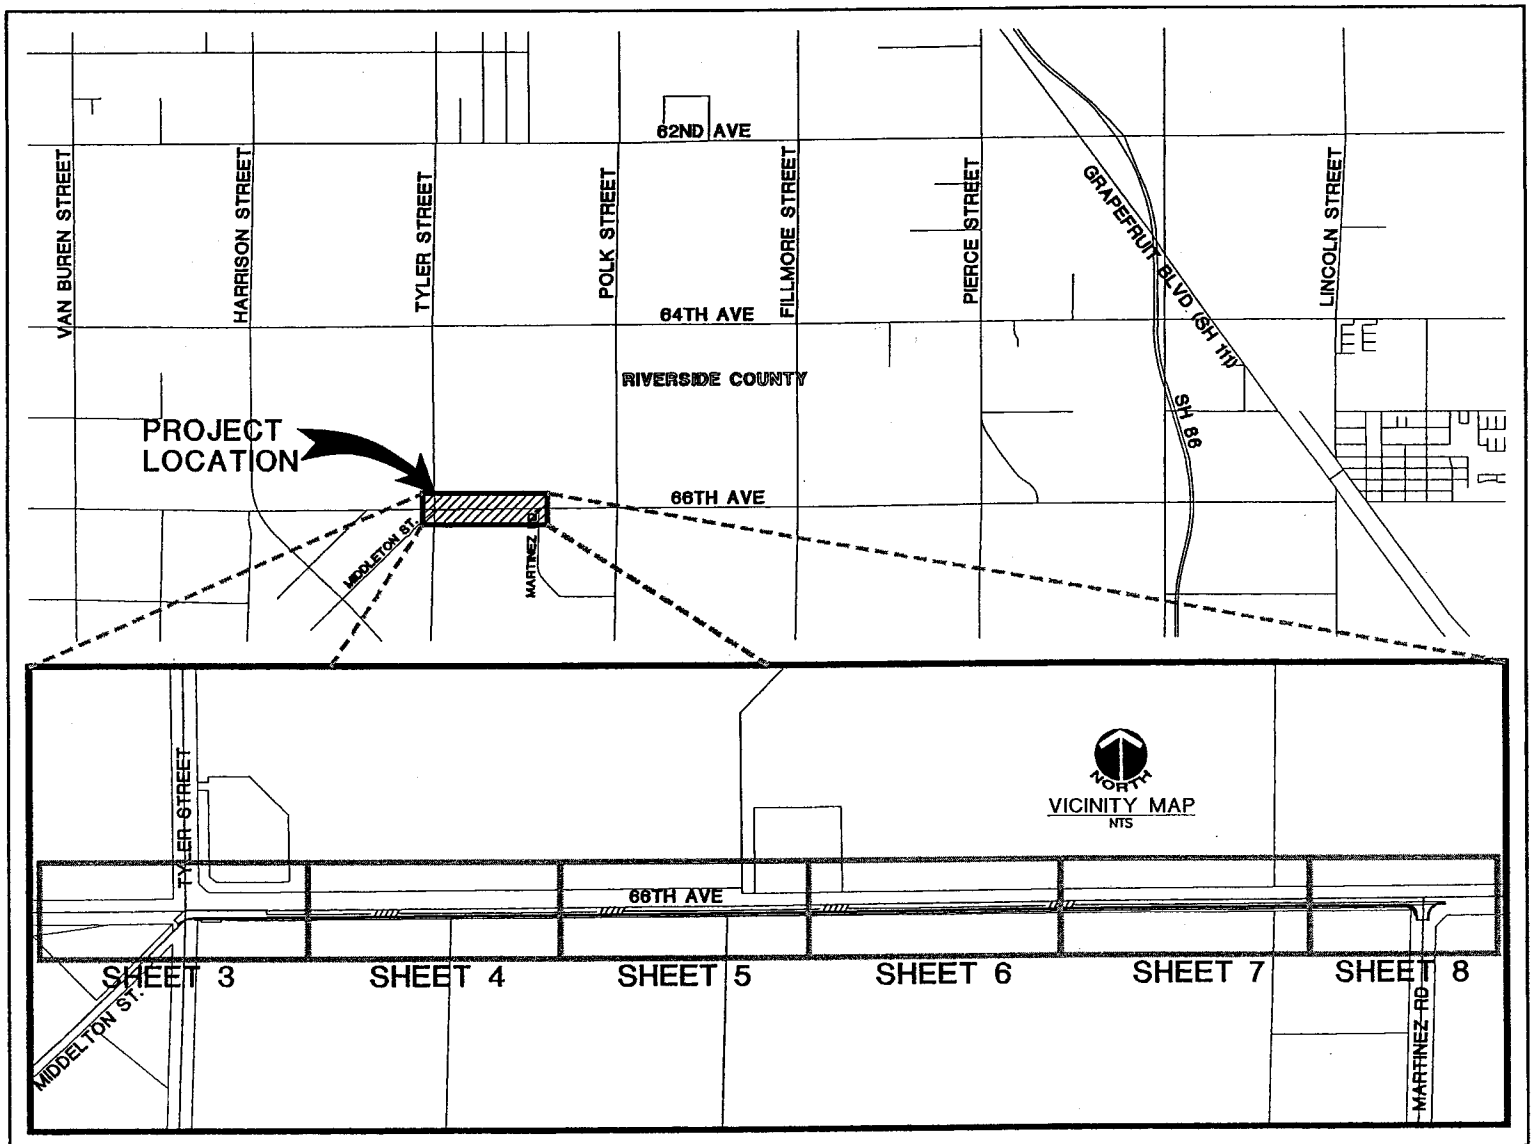 62ND AVE
VAN BUREN STREET
HARRISON STREET
TYLER STREET
POLK STREET
FILLMORE STREET
PIERCE STREET
GRAPEFRUIT BLVD. (SH 111)
LINCOLN STREET
64TH AVE
RIVERSIDE COUNTY
SH 86
PROJECT
LOCATION
66TH AVE
MIDDLETON ST.
MARTINEZ RD
TYLER STREET
NORTH
VICINITY MAP
NTS
66TH AVE
SHEET 3
SHEET 4
SHEET 5
SHEET 6
SHEET 7
SHEET 8
MIDDELTON ST.
MARTINEZ RD